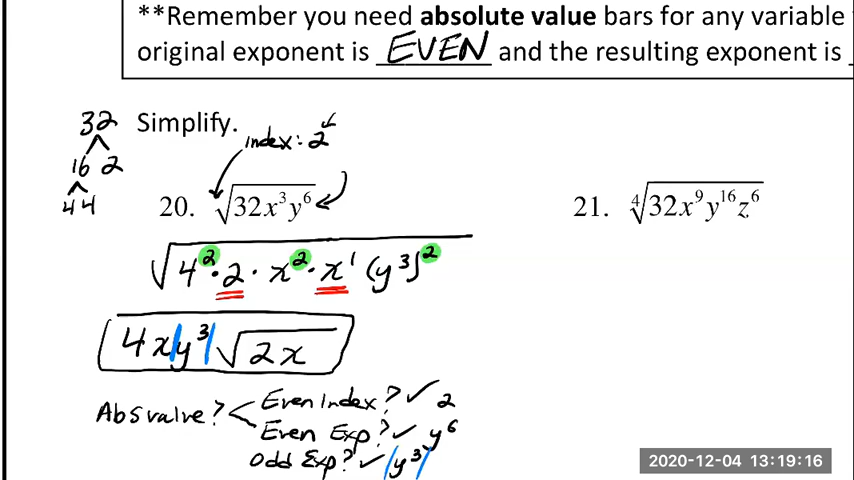 **Remember you need absolute value bars for any variable
original exponent is EVEN and the resulting exponent is
32 Simplify.
index: 2
16 2
4 4
20. √(32x³y⁶)
21. ∜(32x⁹y¹⁶z⁶)
√(4²·2·x²·x¹(y³)²)
4x|y³|√(2x)
Abs value? < Even Index? ✓ 2
Even Exp? ✓ y⁶
Odd Exp? ✓ |y³|
2020-12-04 13:19:16